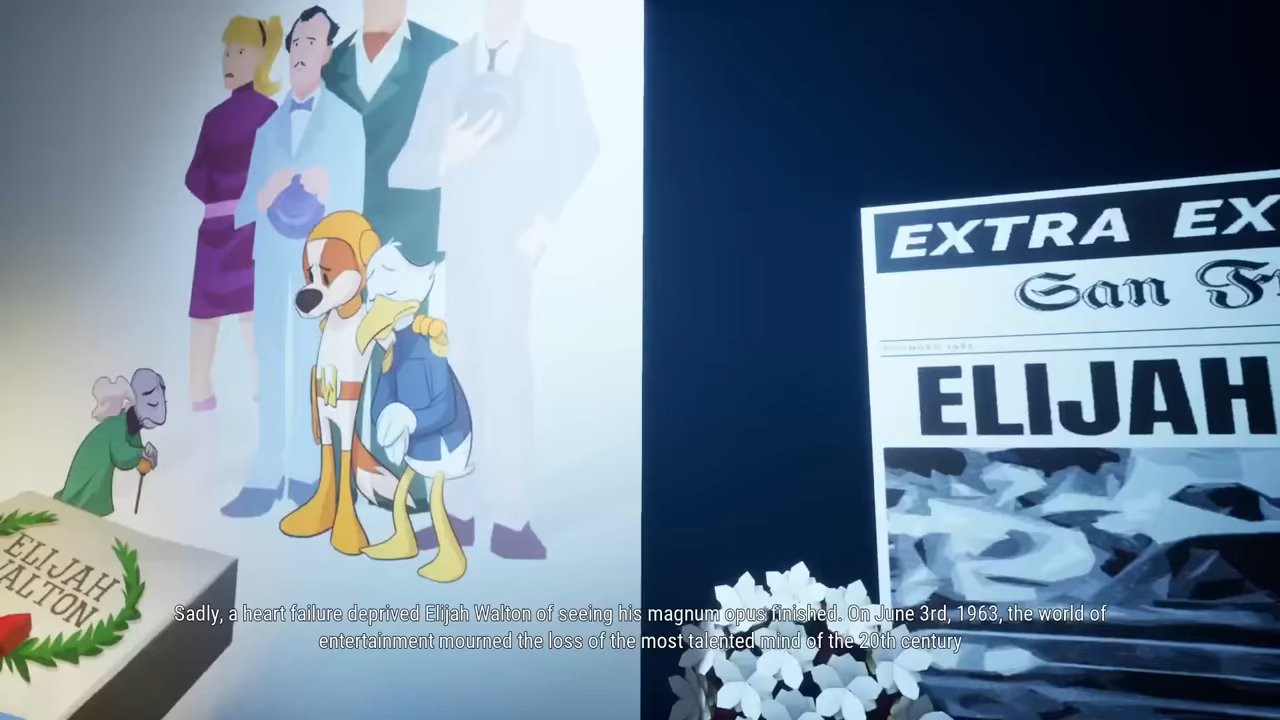 EXTRA EX
San Fr
ELIJAH
ELIJAH
WALTON
Sadly, a heart failure deprived Elijah Walton of seeing his magnum opus finished. On June 3rd, 1963, the world of
entertainment mourned the loss of the most talented mind of the 20th century